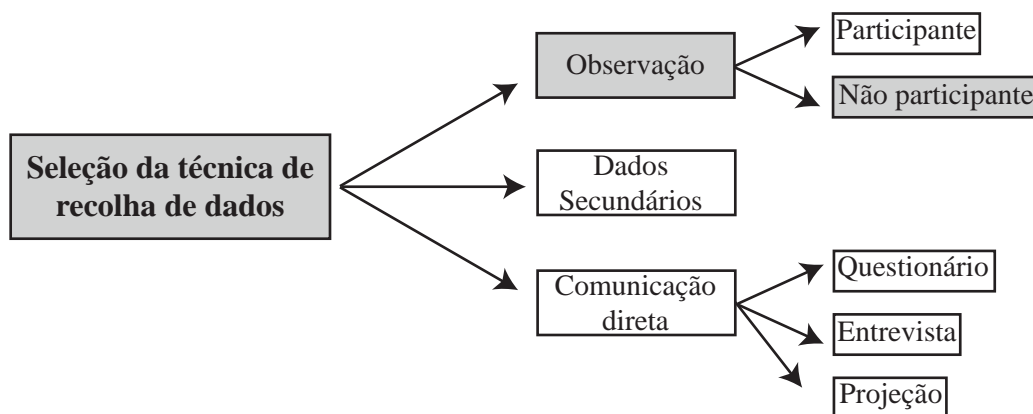 Seleção da técnica de
recolha de dados
Observação
Participante
Não participante
Dados
Secundários
Comunicação
direta
Questionário
Entrevista
Projeção